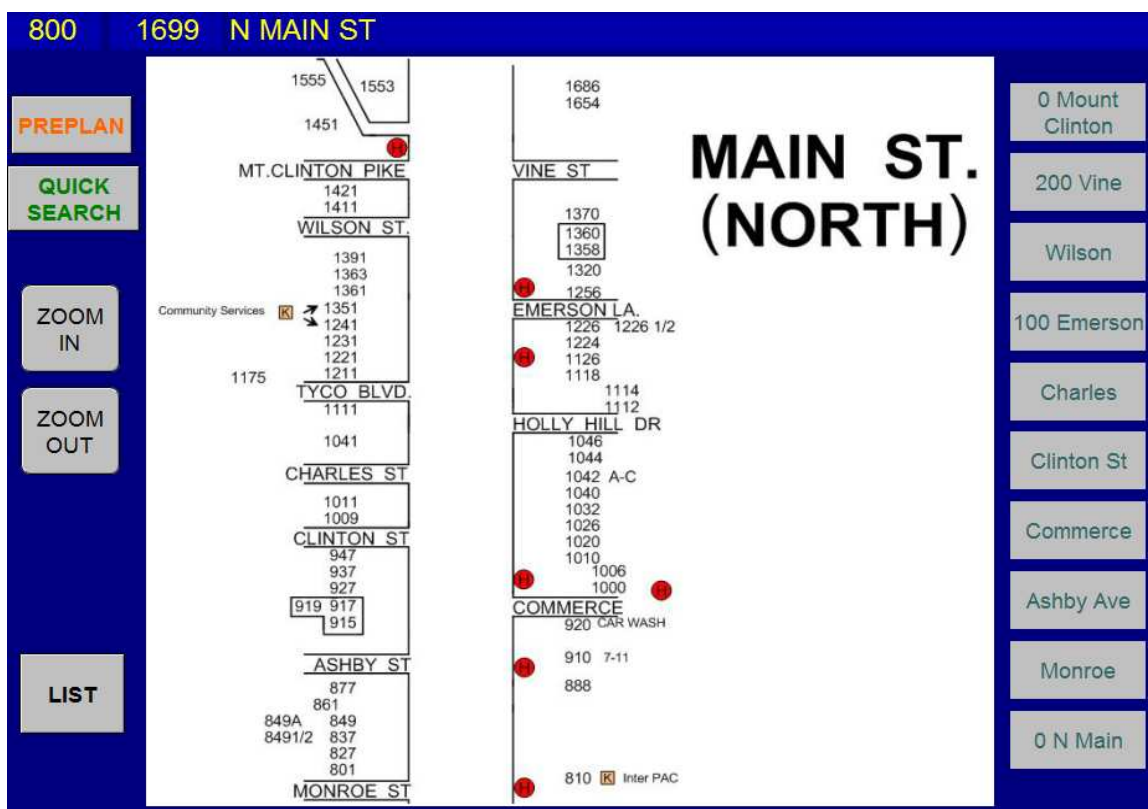 800 1699 N MAIN ST
PREPLAN
QUICK
SEARCH
ZOOM
IN
ZOOM
OUT
LIST
MAIN ST.
(NORTH)
1555 1553
1451
H
MT.CLINTON PIKE
1421
1411
WILSON ST.
1391
1363
1361
Community Services K 1351
1241
1231
1221
1211
1175
TYCO BLVD.
1111
1041
CHARLES ST
1011
1009
CLINTON ST
947
937
927
919 917
915
ASHBY ST
877
861
849A 849
8491/2 837
827
801
MONROE ST
1686
1654
VINE ST
1370
1360
1358
1320
H
1256
EMERSON LA.
1226 1226 1/2
1224
H 1126
1118
1114
1112
HOLLY HILL DR
1046
1044
1042 A-C
1040
1032
1026
1020
1010
1006
H
1000 H
COMMERCE
920 CAR WASH
H 910 7-11
888
H 810 K Inter PAC
0 Mount
Clinton
200 Vine
Wilson
100 Emerson
Charles
Clinton St
Commerce
Ashby Ave
Monroe
0 N Main